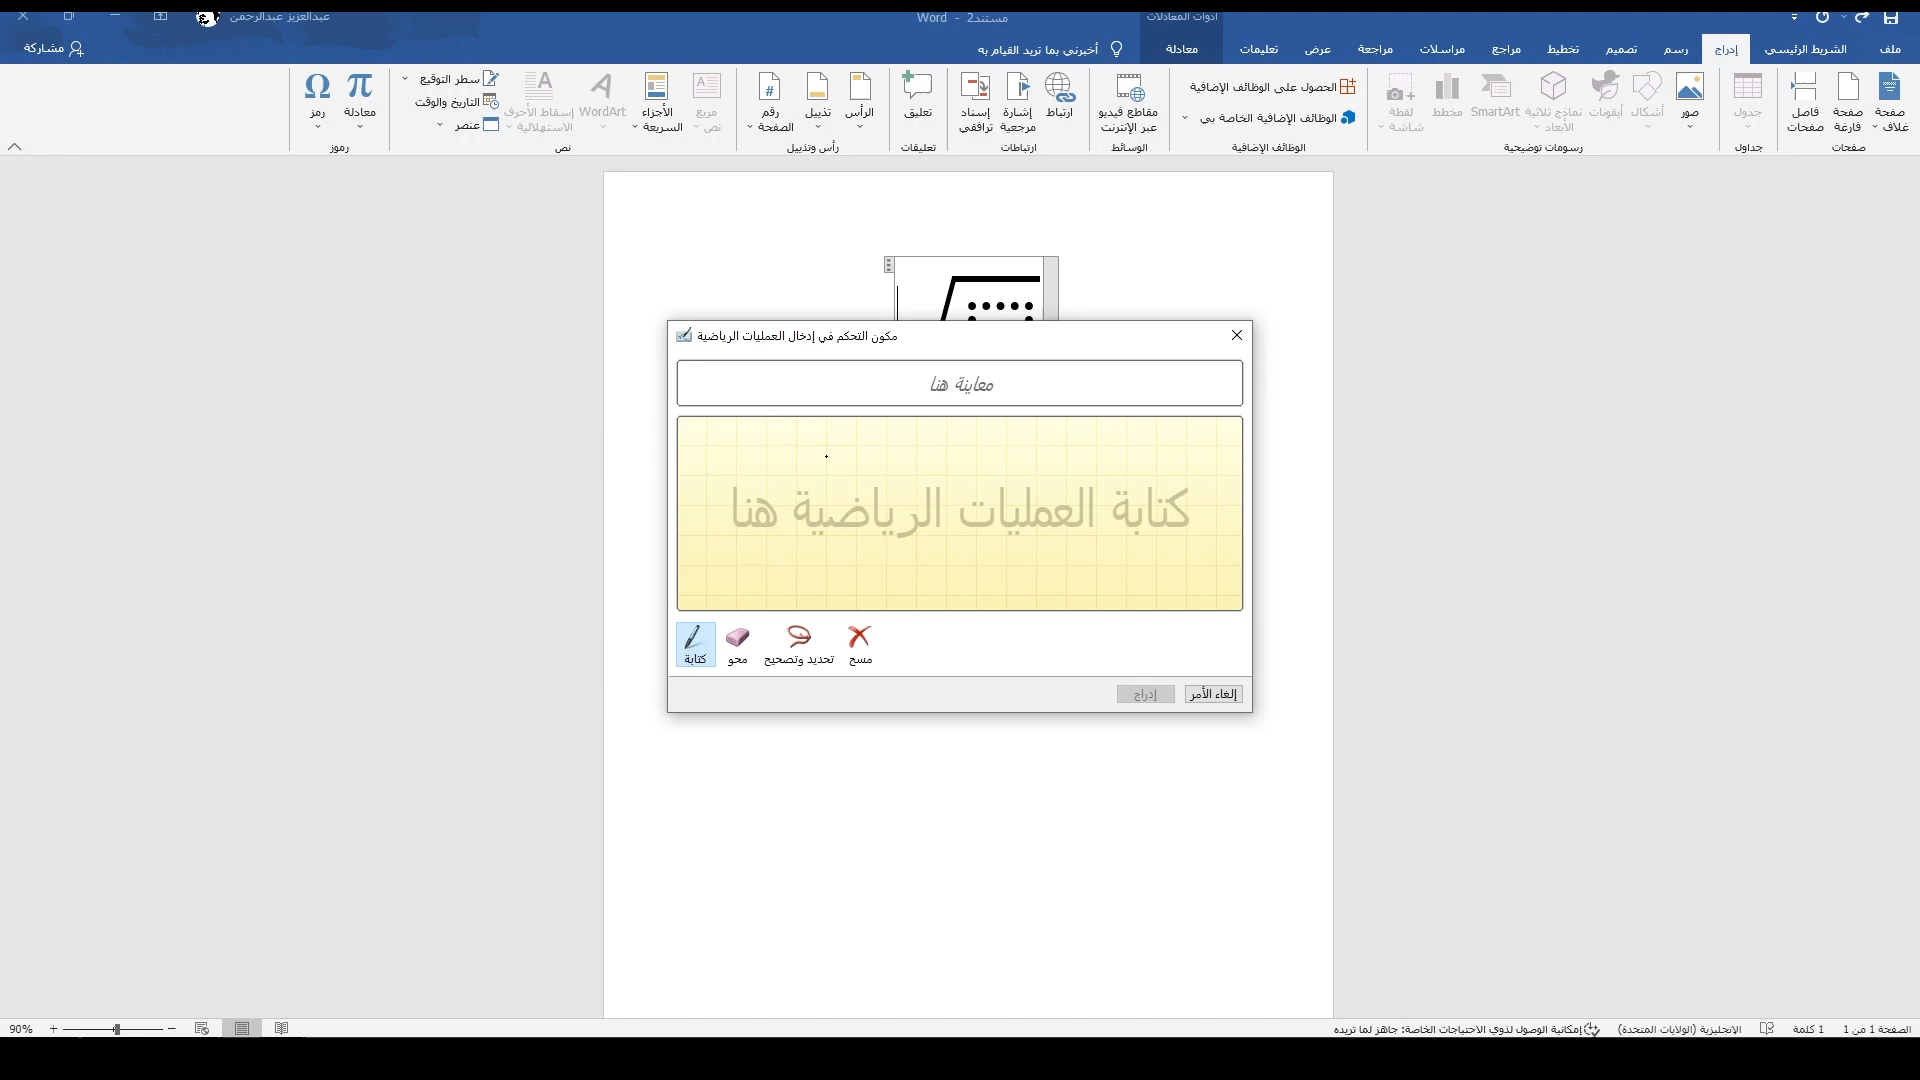 مستند2 - Word
أدوات المعادلات
عبدالعزيز عبدالرحمن
ملف
الشريط الرئيسي
إدراج
رسم
تصميم
تخطيط
مراجع
مراسلات
مراجعة
عرض
تعليمات
معادلة
أخبرني بما تريد القيام به
مشاركة
صفحة غلاف
صفحة فارغة
فاصل صفحات
صفحات
جدول
جداول
صور
أشكال
أيقونات
نماذج ثلاثية الأبعاد
SmartArt
مخطط
لقطة شاشة
رسومات توضيحية
الحصول على الوظائف الإضافية
الوظائف الإضافية الخاصة بي
الوظائف الإضافية
مقاطع فيديو عبر الإنترنت
الوسائط
ارتباط
إشارة مرجعية
إسناد ترافقي
ارتباطات
تعليق
تعليقات
الرأس
تذييل
رقم الصفحة
رأس وتذييل
مربع نص
الأجزاء السريعة
WordArt
إسقاط الأحرف الاستهلالية
سطر التوقيع
التاريخ والوقت
عنصر
نص
معادلة
رمز
رموز
مكون التحكم في إدخال العمليات الرياضية
معاينة هنا
كتابة العمليات الرياضية هنا
كتابة
محو
تحديد وتصحيح
مسح
إدراج
إلغاء الأمر
الصفحة 1 من 1
1 كلمة
الإنجليزية (الولايات المتحدة)
إمكانية الوصول لذوي الاحتياجات الخاصة: جاهز لما تريده
90%